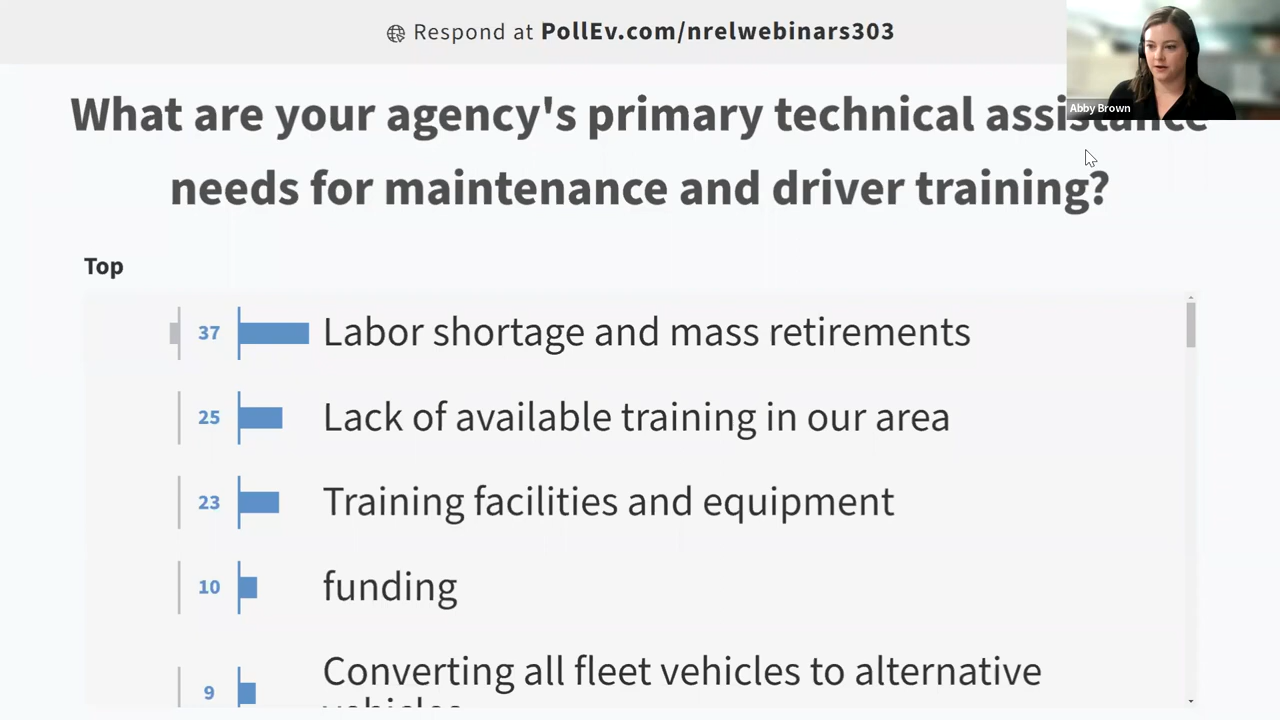 Respond at PollEv.com/nrelwebinars303
Abby Brown
What are your agency's primary technical assistance
needs for maintenance and driver training?
Top
37 Labor shortage and mass retirements
25 Lack of available training in our area
23 Training facilities and equipment
10 funding
9 Converting all fleet vehicles to alternative
vehicles